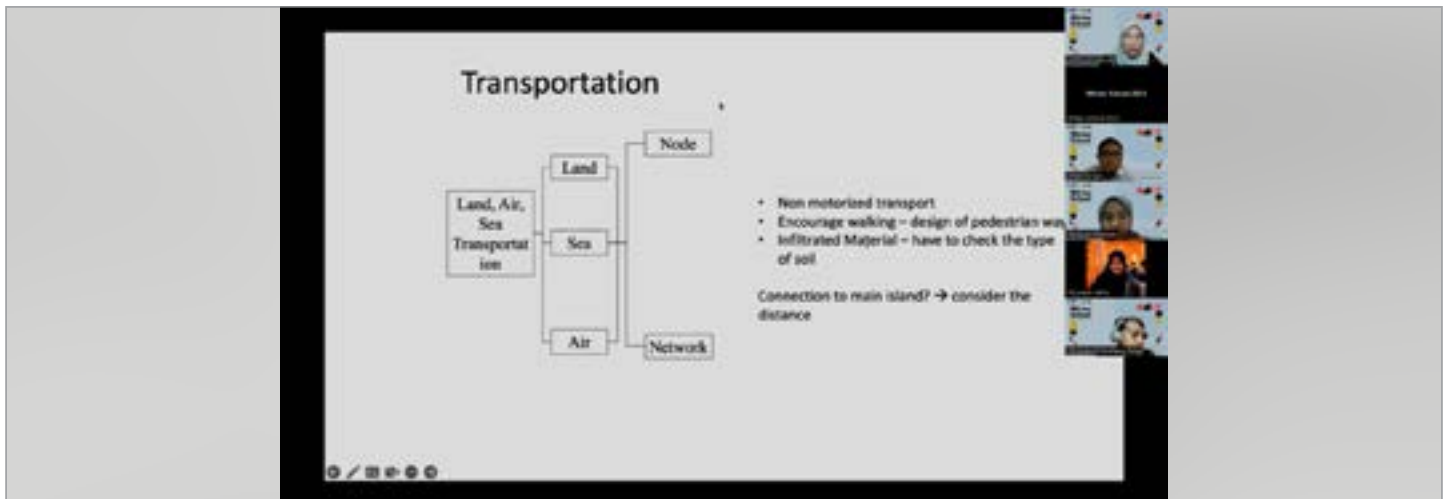 Transportation
Node
Land
Land, Air,
Sea
Transportat
ion
Sea
Air
Network
• Non motorized transport
• Encourage walking – design of pedestrian way
• Infiltrated Material – have to check the type
of soil
Connection to main island? → consider the
distance